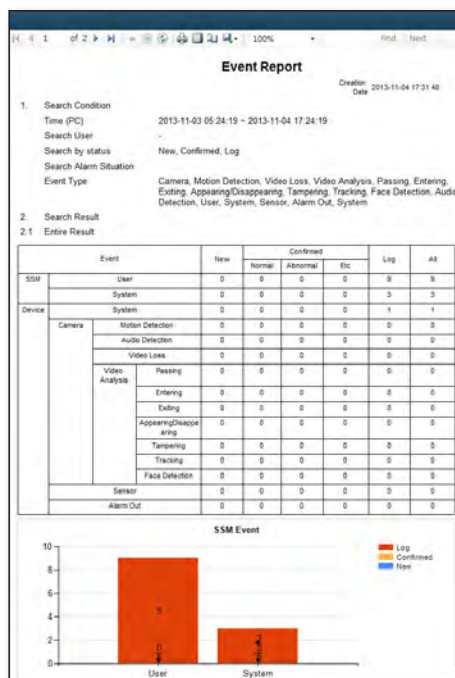 1 of 2 100% Find Next
Event Report
Creation Date 2013-11-04 17:31:48
1. Search Condition
Time (PC) 2013-11-03 05:24:19 ~ 2013-11-04 17:24:19
Search User -
Search by status New, Confirmed, Log
Search Alarm Situation
Event Type Camera, Motion Detection, Video Loss, Video Analysis, Passing, Entering,
Exiting, Appearing/Disappearing, Tampering, Tracking, Face Detection, Audio
Detection, User, System, Sensor, Alarm Out, System
2. Search Result
2.1 Entire Result
Event New Confirmed Log All
Normal Abnormal Etc
SSM User 0 0 0 0 9 9
System 0 0 0 0 3 3
Device System 0 0 0 0 1 1
Camera Motion Detection 0 0 0 0 0 0
Audio Detection 0 0 0 0 0 0
Video Loss 0 0 0 0 0 0
Video Analysis Passing 0 0 0 0 0 0
Entering 0 0 0 0 0 0
Exiting 0 0 0 0 0 0
AppearingDisappe
aring 0 0 0 0 0 0
Tampering 0 0 0 0 0 0
Tracking 0 0 0 0 0 0
Face Detection 0 0 0 0 0 0
Sensor 0 0 0 0 0 0
Alarm Out 0 0 0 0 0 0
SSM Event
Log
Confirmed
New
10
8
6
4
2
0
9
0
3
User System